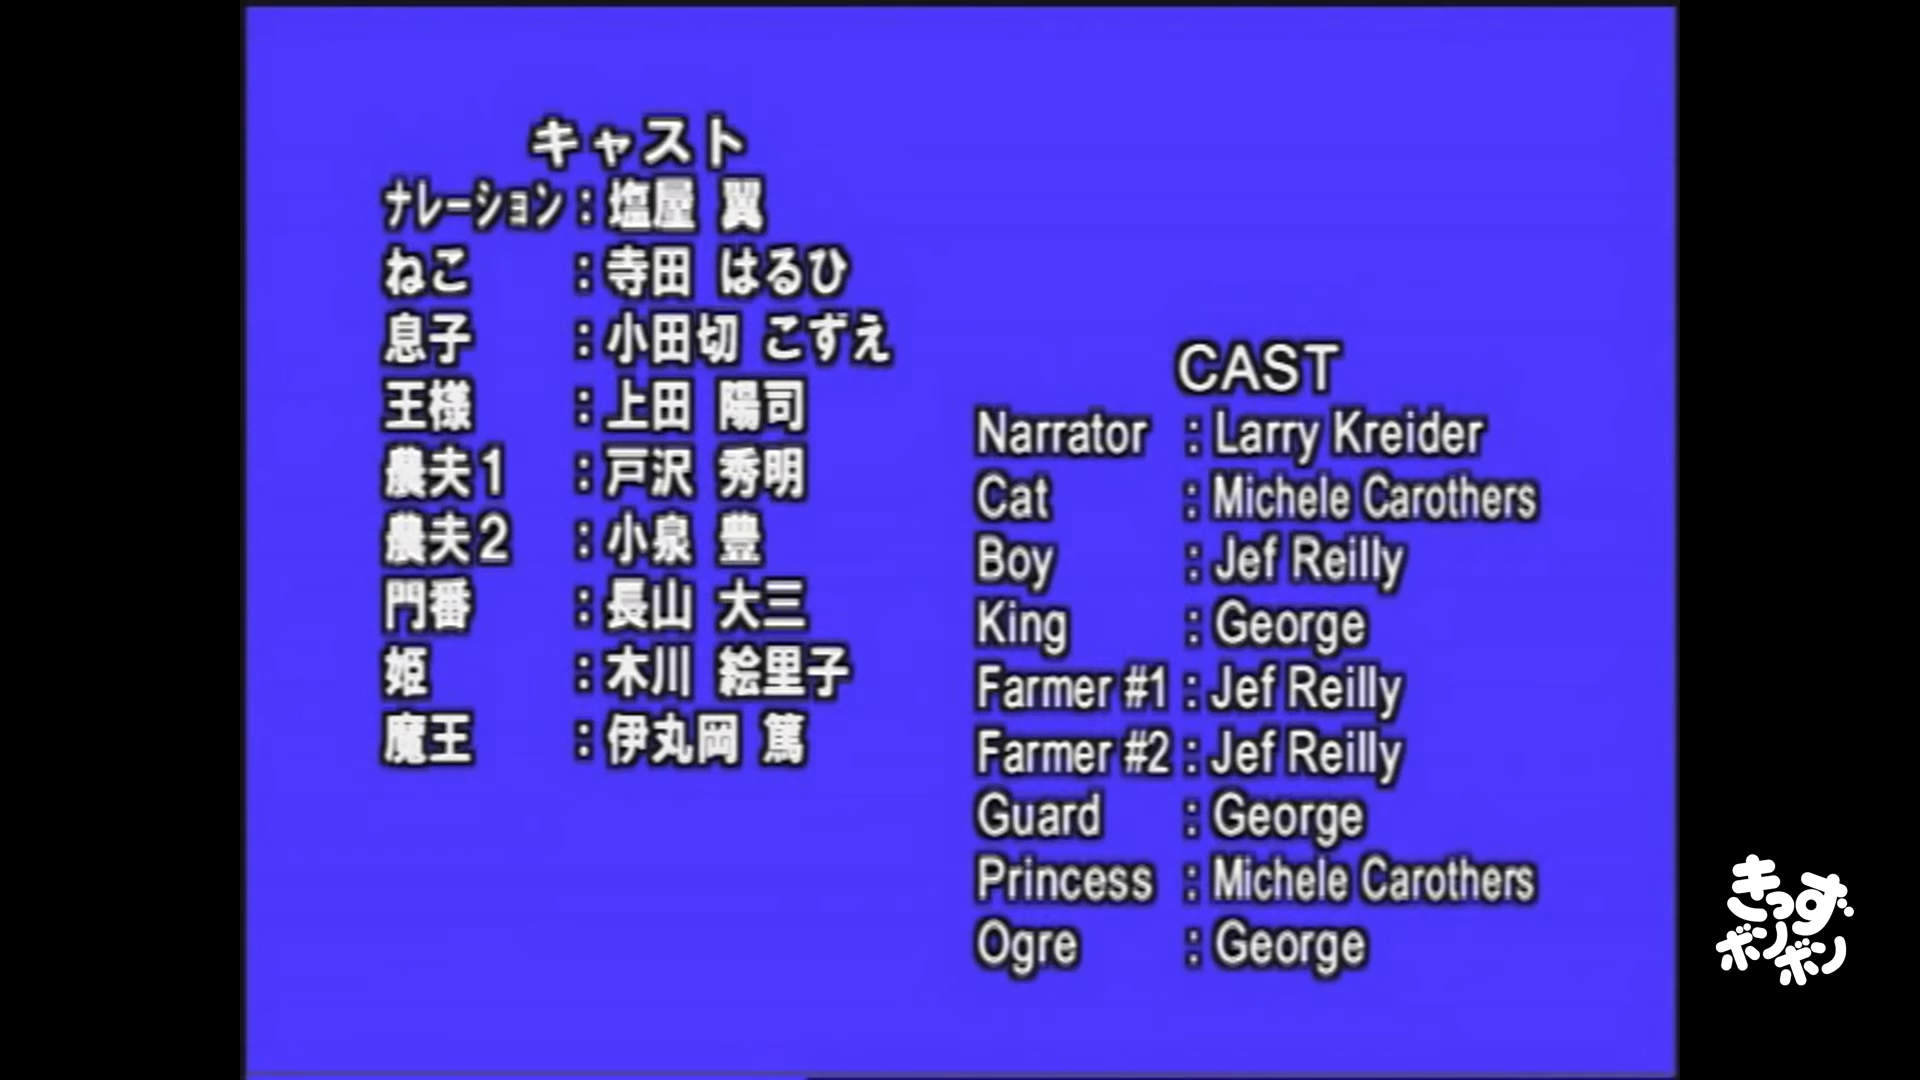 キャスト
ナレーション：塩屋 翼
ねこ：寺田 はるひ
息子：小田切 こずえ
王様：上田 陽司
農夫1：戸沢 秀明
農夫2：小泉 豊
門番：長山 大三
姫：木川 絵里子
魔王：伊丸岡 篤
CAST
Narrator : Larry Kreider
Cat : Michele Carothers
Boy : Jef Reilly
King : George
Farmer #1 : Jef Reilly
Farmer #2 : Jef Reilly
Guard : George
Princess : Michele Carothers
Ogre : George
きっず
ボンボン